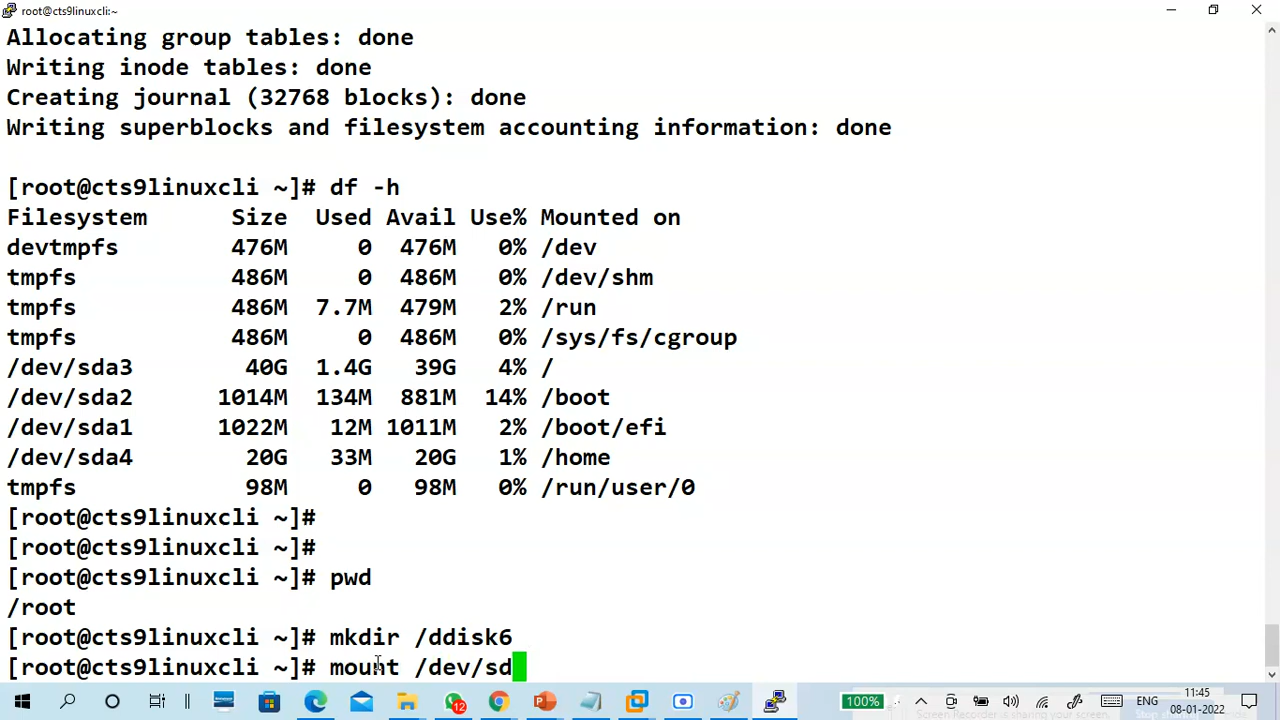 root@cts9linuxcli:~
Allocating group tables: done
Writing inode tables: done
Creating journal (32768 blocks): done
Writing superblocks and filesystem accounting information: done
[root@cts9linuxcli ~]# df -h
Filesystem Size Used Avail Use% Mounted on
devtmpfs 476M 0 476M 0% /dev
tmpfs 486M 0 486M 0% /dev/shm
tmpfs 486M 7.7M 479M 2% /run
tmpfs 486M 0 486M 0% /sys/fs/cgroup
/dev/sda3 40G 1.4G 39G 4% /
/dev/sda2 1014M 134M 881M 14% /boot
/dev/sda1 1022M 12M 1011M 2% /boot/efi
/dev/sda4 20G 33M 20G 1% /home
tmpfs 98M 0 98M 0% /run/user/0
[root@cts9linuxcli ~]#
[root@cts9linuxcli ~]#
[root@cts9linuxcli ~]# pwd
/root
[root@cts9linuxcli ~]# mkdir /ddisk6
[root@cts9linuxcli ~]# mount /dev/sd
12
100%
ENG
11:45
08-01-2022